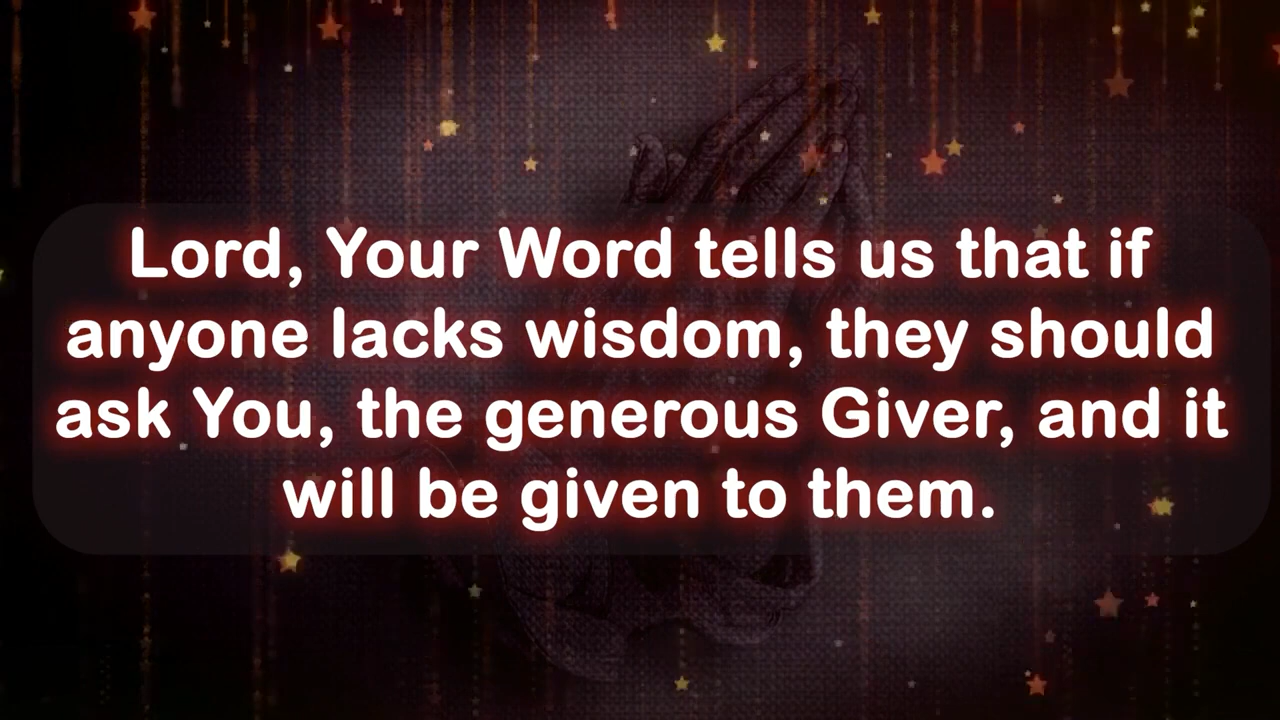 Lord, Your Word tells us that if
anyone lacks wisdom, they should
ask You, the generous Giver, and it
will be given to them.